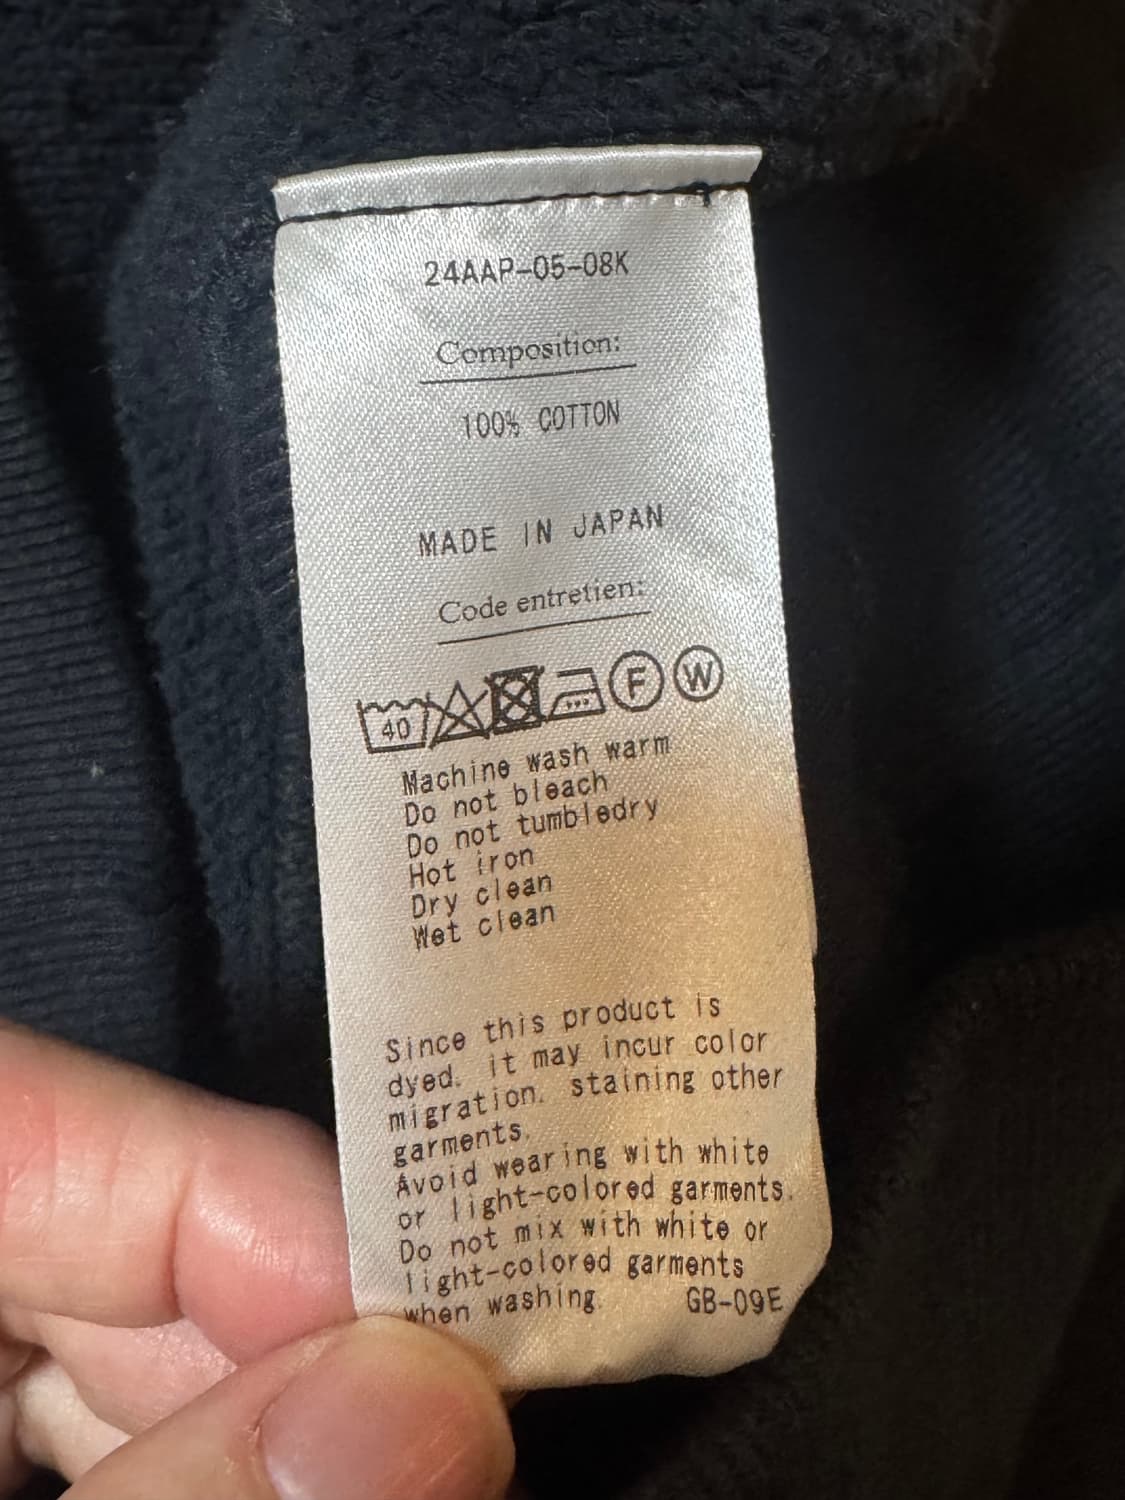 24AAP-05-08K
Composition:
100% COTTON
MADE IN JAPAN
Code entretien:
40 F W
Machine wash warm
Do not bleach
Do not tumbledry
Hot iron
Dry clean
Wet clean
Since this product is
dyed, it may incur color
migration, staining other
garments.
Avoid wearing with white
or light-colored garments.
Do not mix with white or
light-colored garments
when washing. GB-09E